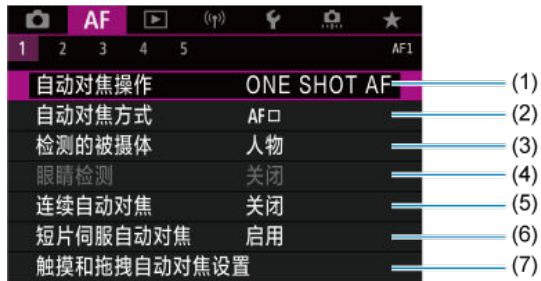 AF
1 2 3 4 5 AF1
自动对焦操作 ONE SHOT AF (1)
自动对焦方式 AF□ (2)
检测的被摄体 人物 (3)
眼睛检测 关闭 (4)
连续自动对焦 关闭 (5)
短片伺服自动对焦 启用 (6)
触摸和拖拽自动对焦设置 (7)